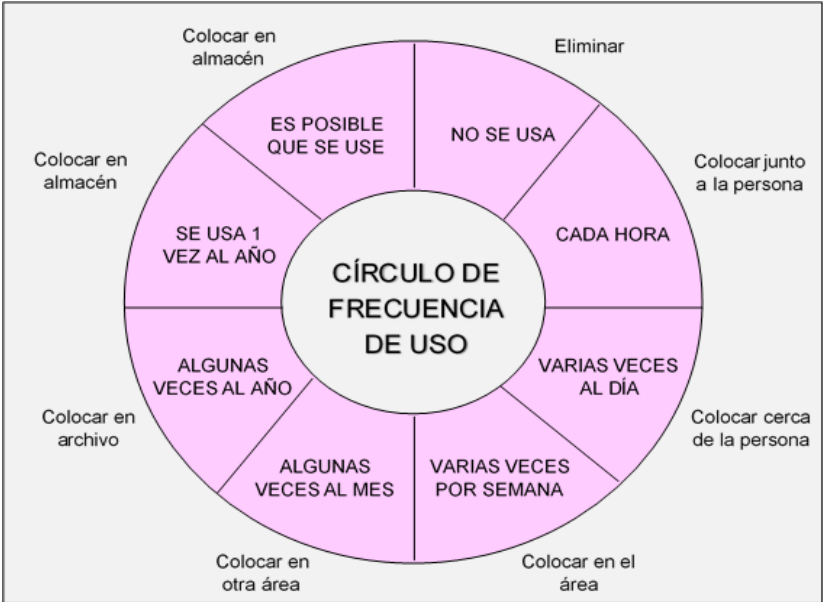 Colocar en
almacén
Eliminar
ES POSIBLE
QUE SE USE
NO SE USA
Colocar en
almacén
Colocar junto
a la persona
SE USA 1
VEZ AL AÑO
CADA HORA
CÍRCULO DE
FRECUENCIA
DE USO
ALGUNAS
VECES AL AÑO
VARIAS VECES
AL DÍA
Colocar en
archivo
Colocar cerca
de la persona
ALGUNAS
VECES AL MES
VARIAS VECES
POR SEMANA
Colocar en
otra área
Colocar en el
área